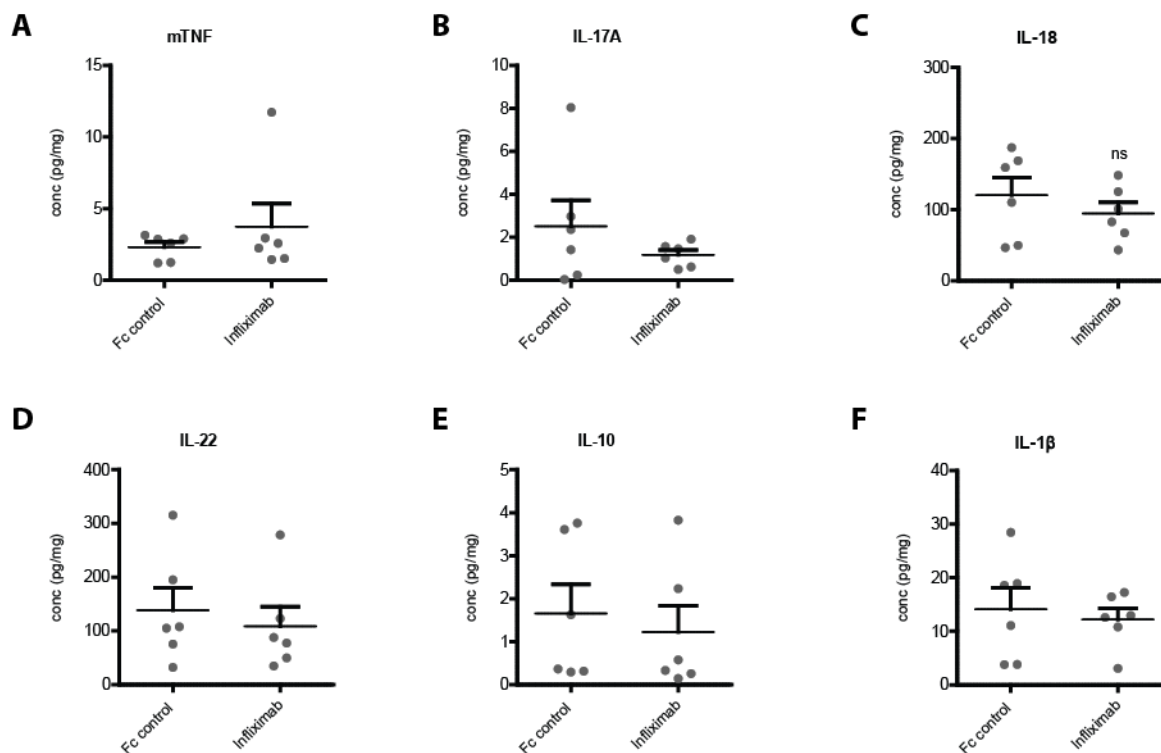 A
mTNF
conc (pg/mg)
15
10
5
0
Fc control
Infliximab
B
IL-17A
conc (pg/mg)
10
8
6
4
2
0
Fc control
Infliximab
C
IL-18
conc (pg/mg)
300
200
100
0
ns
Fc control
Infliximab
D
IL-22
conc (pg/mg)
400
300
200
100
0
Fc control
Infliximab
E
IL-10
conc (pg/mg)
5
4
3
2
1
0
Fc control
Infliximab
F
IL-1β
conc (pg/mg)
40
30
20
10
0
Fc control
Infliximab